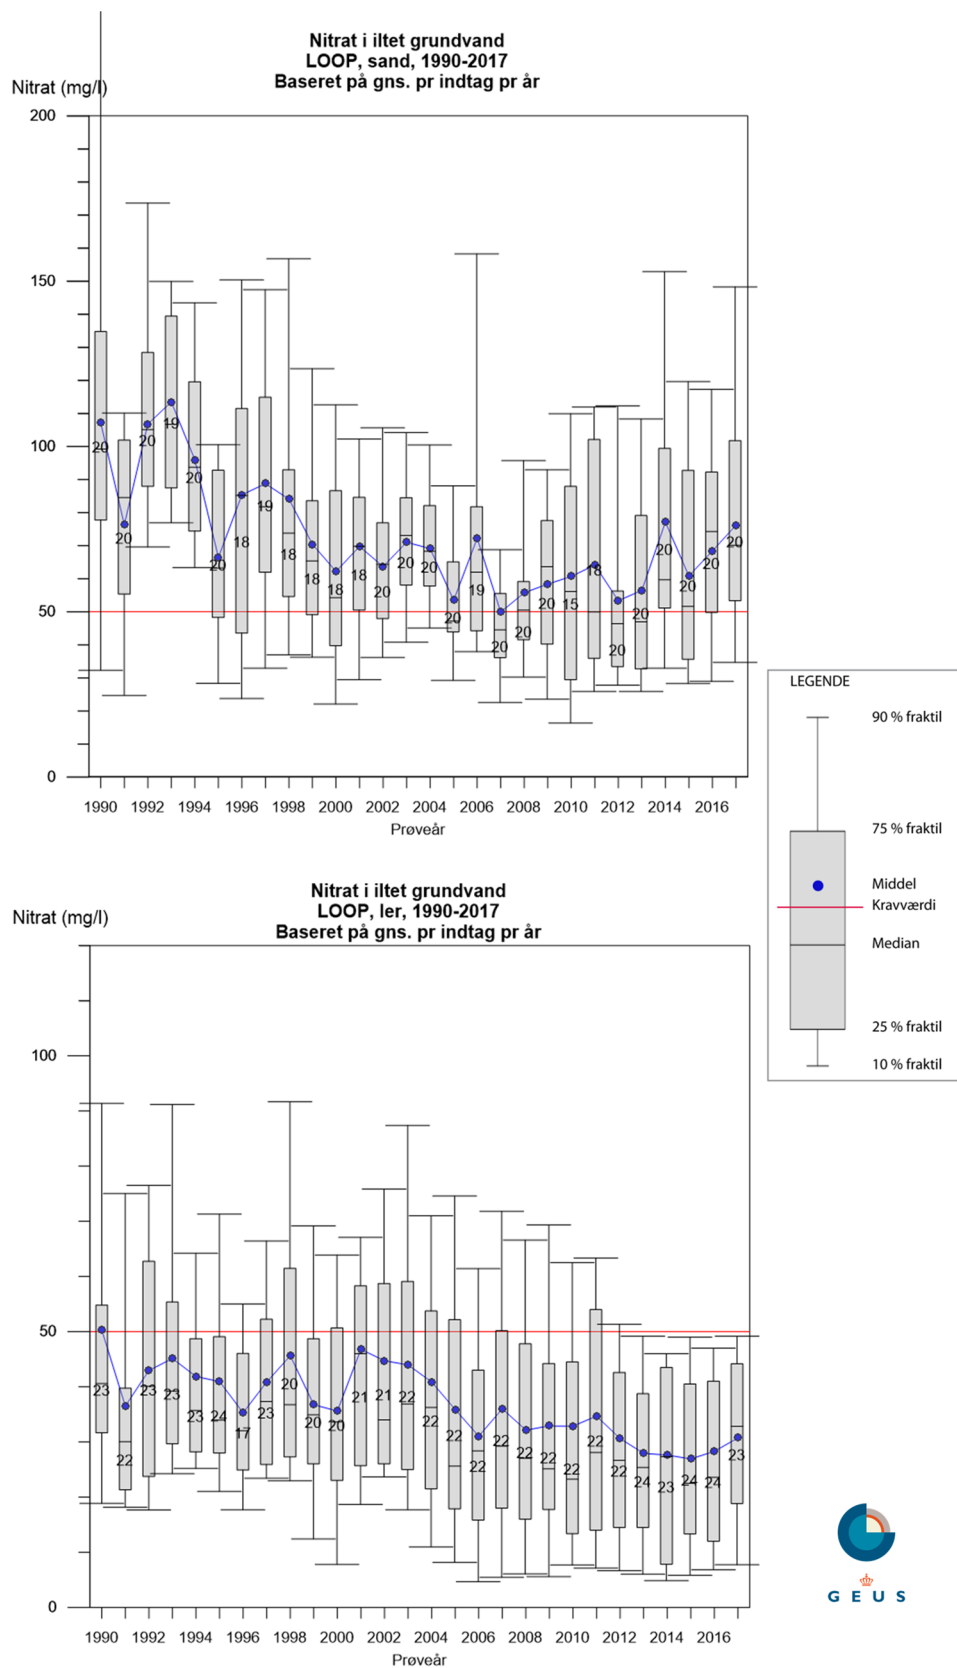 Nitrat i iltet grundvand
LOOP, sand, 1990-2017
Baseret på gns. pr indtag pr år
Nitrat (mg/l)
200
150
100
50
0
20 20 20 19 20 20 18 19 18 18 18 18 20 20 20 20 19 20 20 20 15 18 20 20 20 20 20 20
1990 1992 1994 1996 1998 2000 2002 2004 2006 2008 2010 2012 2014 2016
Prøveår
LEGENDE
90 % fraktil
75 % fraktil
Middel
Kravværdi
Median
25 % fraktil
10 % fraktil
Nitrat i iltet grundvand
LOOP, ler, 1990-2017
Baseret på gns. pr indtag pr år
Nitrat (mg/l)
100
50
0
23 22 23 23 23 24 17 23 20 20 20 21 21 22 22 22 22 22 22 22 22 22 22 24 23 24 24 23
1990 1992 1994 1996 1998 2000 2002 2004 2006 2008 2010 2012 2014 2016
Prøveår
G E U S